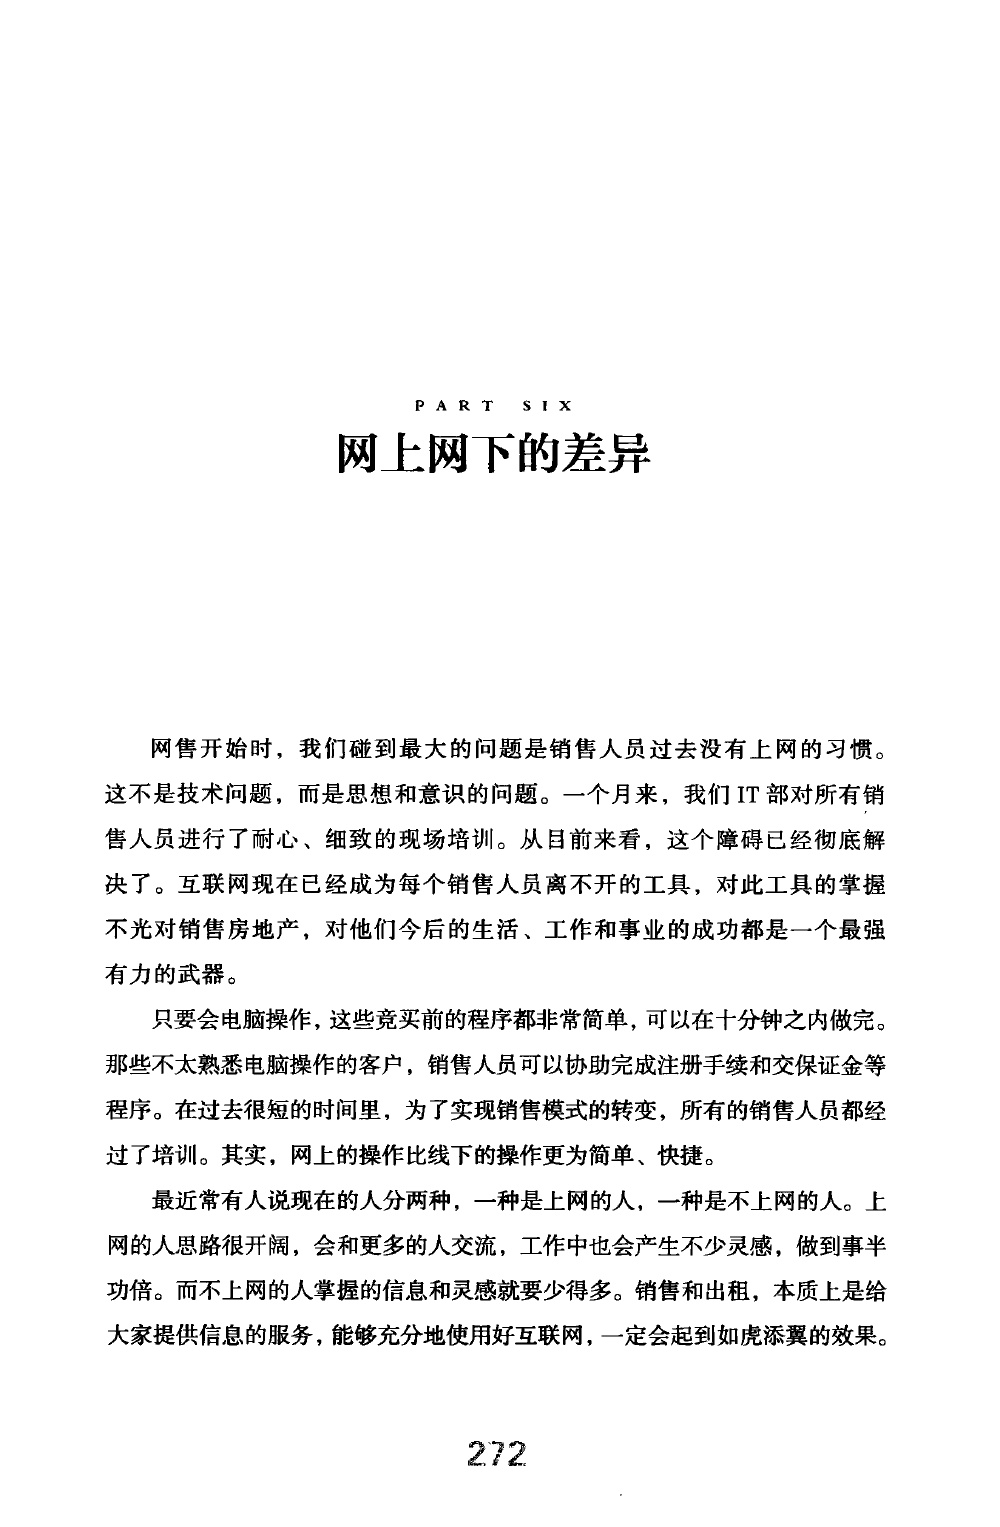 PART SIX
网上网下的差异
网售开始时，我们碰到最大的问题是销售人员过去没有上网的习惯。
这不是技术问题，而是思想和意识的问题。一个月来，我们 IT 部对所有销
售人员进行了耐心、细致的现场培训。从目前来看，这个障碍已经彻底解
决了。互联网现在已经成为每个销售人员离不开的工具，对此工具的掌握
不光对销售房地产，对他们今后的生活、工作和事业的成功都是一个最强
有力的武器。
只要会电脑操作，这些竞买前的程序都非常简单，可以在十分钟之内做完。
那些不太熟悉电脑操作的客户，销售人员可以协助完成注册手续和交保证金等
程序。在过去很短的时间里，为了实现销售模式的转变，所有的销售人员都经
过了培训。其实，网上的操作比线下的操作更为简单、快捷。
最近常有人说现在的人分两种，一种是上网的人，一种是不上网的人。上
网的人思路很开阔，会和更多的人交流，工作中也会产生不少灵感，做到事半
功倍。而不上网的人掌握的信息和灵感就要少得多。销售和出租，本质上是给
大家提供信息的服务，能够充分地使用好互联网，一定会起到如虎添翼的效果。
272